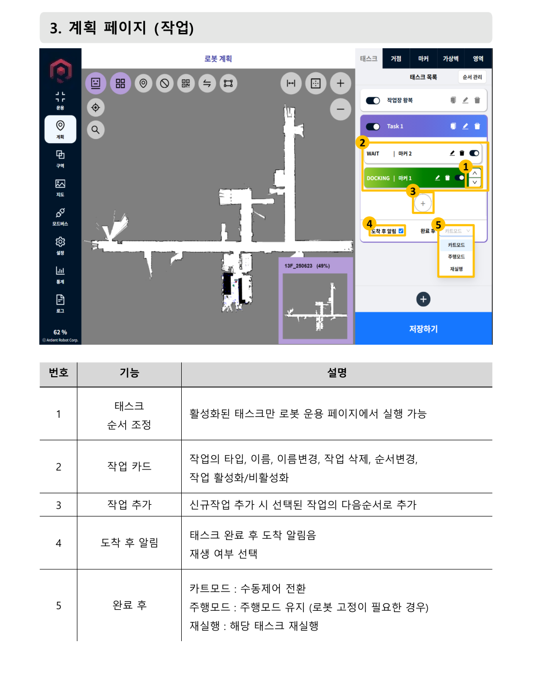 3. 계획 페이지 (작업)
로봇 계획
태스크 거점 마커 가상벽 영역
태스크 목록 순서 관리
운용
작업장 왕복
계획
Task 1
구역
2
WAIT | 마커 2
1
지도
DOCKING | 마커 1
3
모드버스
+
4 5
도착 후 알림 완료 후 카트모드
설정
카트모드
주행모드
재실행
13F_250623 (49%)
통계
로그
62 %
저장하기
번호 기능 설명
1 태스크 순서 조정 활성화된 태스크만 로봇 운용 페이지에서 실행 가능
2 작업 카드 작업의 타입, 이름, 이름변경, 작업 삭제, 순서변경,
작업 활성화/비활성화
3 작업 추가 신규작업 추가 시 선택된 작업의 다음순서로 추가
4 도착 후 알림 태스크 완료 후 도착 알림음
재생 여부 선택
5 완료 후 카트모드 : 수동제어 전환
주행모드 : 주행모드 유지 (로봇 고정이 필요한 경우)
재실행 : 해당 태스크 재실행